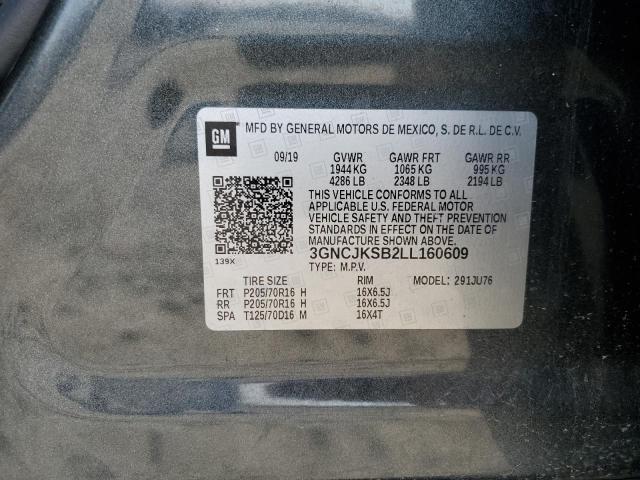 GM MFD BY GENERAL MOTORS DE MEXICO, S. DE R.L. DE C.V.
09/19 GVWR GAWR FRT GAWR RR
1944 KG 1065 KG 995 KG
4286 LB 2348 LB 2194 LB
THIS VEHICLE CONFORMS TO ALL
APPLICABLE U.S. FEDERAL MOTOR
VEHICLE SAFETY AND THEFT PREVENTION
STANDARDS IN EFFECT ON THE DATE OF
MANUFACTURE SHOWN ABOVE.
139X 3GNCJKSB2LL160609
TYPE: M.P.V.
TIRE SIZE RIM MODEL: 291JU76
FRT P205/70R16 H 16X6.5J
RR P205/70R16 H 16X6.5J
SPA T125/70D16 M 16X4T